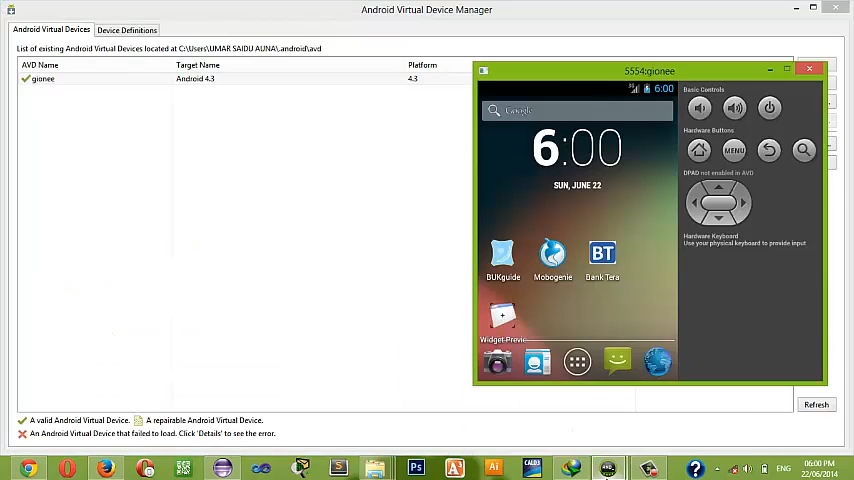 Android Virtual Device Manager
Android Virtual Devices
Device Definitions
List of existing Android Virtual Devices located at C:\Users\UMAR SAIDU AUNA\.android\avd
AVD Name
Target Name
Platform
gionee
Android 4.3
4.3
5554:gionee
6:00
Google
6:00
SUN, JUNE 22
BUKguide
Mobogenie
BT
Bank Tera
Widget-Previe
Basic Controls
Hardware Buttons
MENU
DPAD not enabled in AVD
Hardware Keyboard
Use your physical keyboard to provide input
Refresh
A valid Android Virtual Device.
A repairable Android Virtual Device.
An Android Virtual Device that failed to load. Click 'Details' to see the error.
Ps
Ai
ENG
06:00 PM
22/06/2014